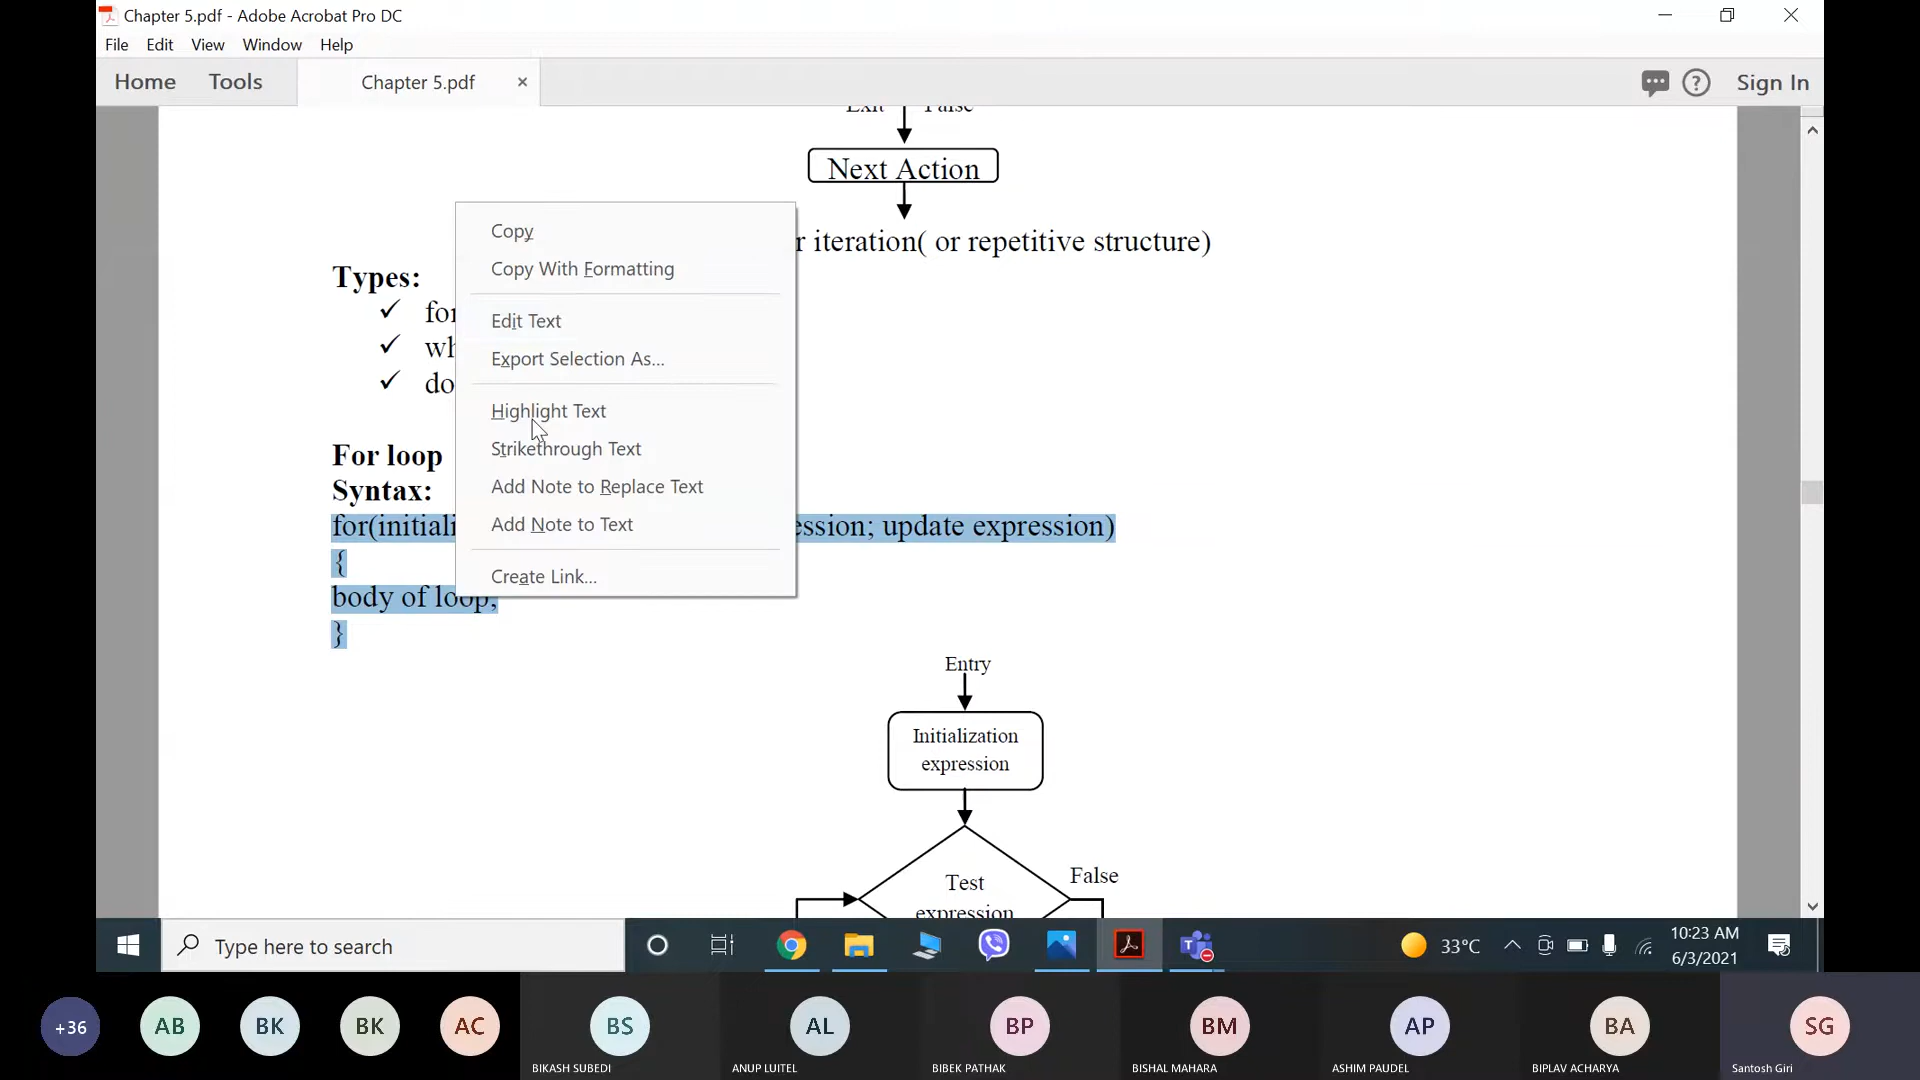 Chapter 5.pdf - Adobe Acrobat Pro DC
File Edit View Window Help
Home Tools Chapter 5.pdf × Sign In
Exit False
Next Action
r iteration( or repetitive structure)
Types:
for
wh
do
For loop
Syntax:
for(initiali ession; update expression)
{
body of loop;
}
Copy
Copy With Formatting
Edit Text
Export Selection As...
Highlight Text
Strikethrough Text
Add Note to Replace Text
Add Note to Text
Create Link...
Entry
Initialization
expression
Test
expression
False
Type here to search
33°C
10:23 AM
6/3/2021
+36 AB BK BK AC BS AL BP BM AP BA SG
BIKASH SUBEDI ANUP LUITEL BIBEK PATHAK BISHAL MAHARA ASHIM PAUDEL BIPLAV ACHARYA Santosh Giri